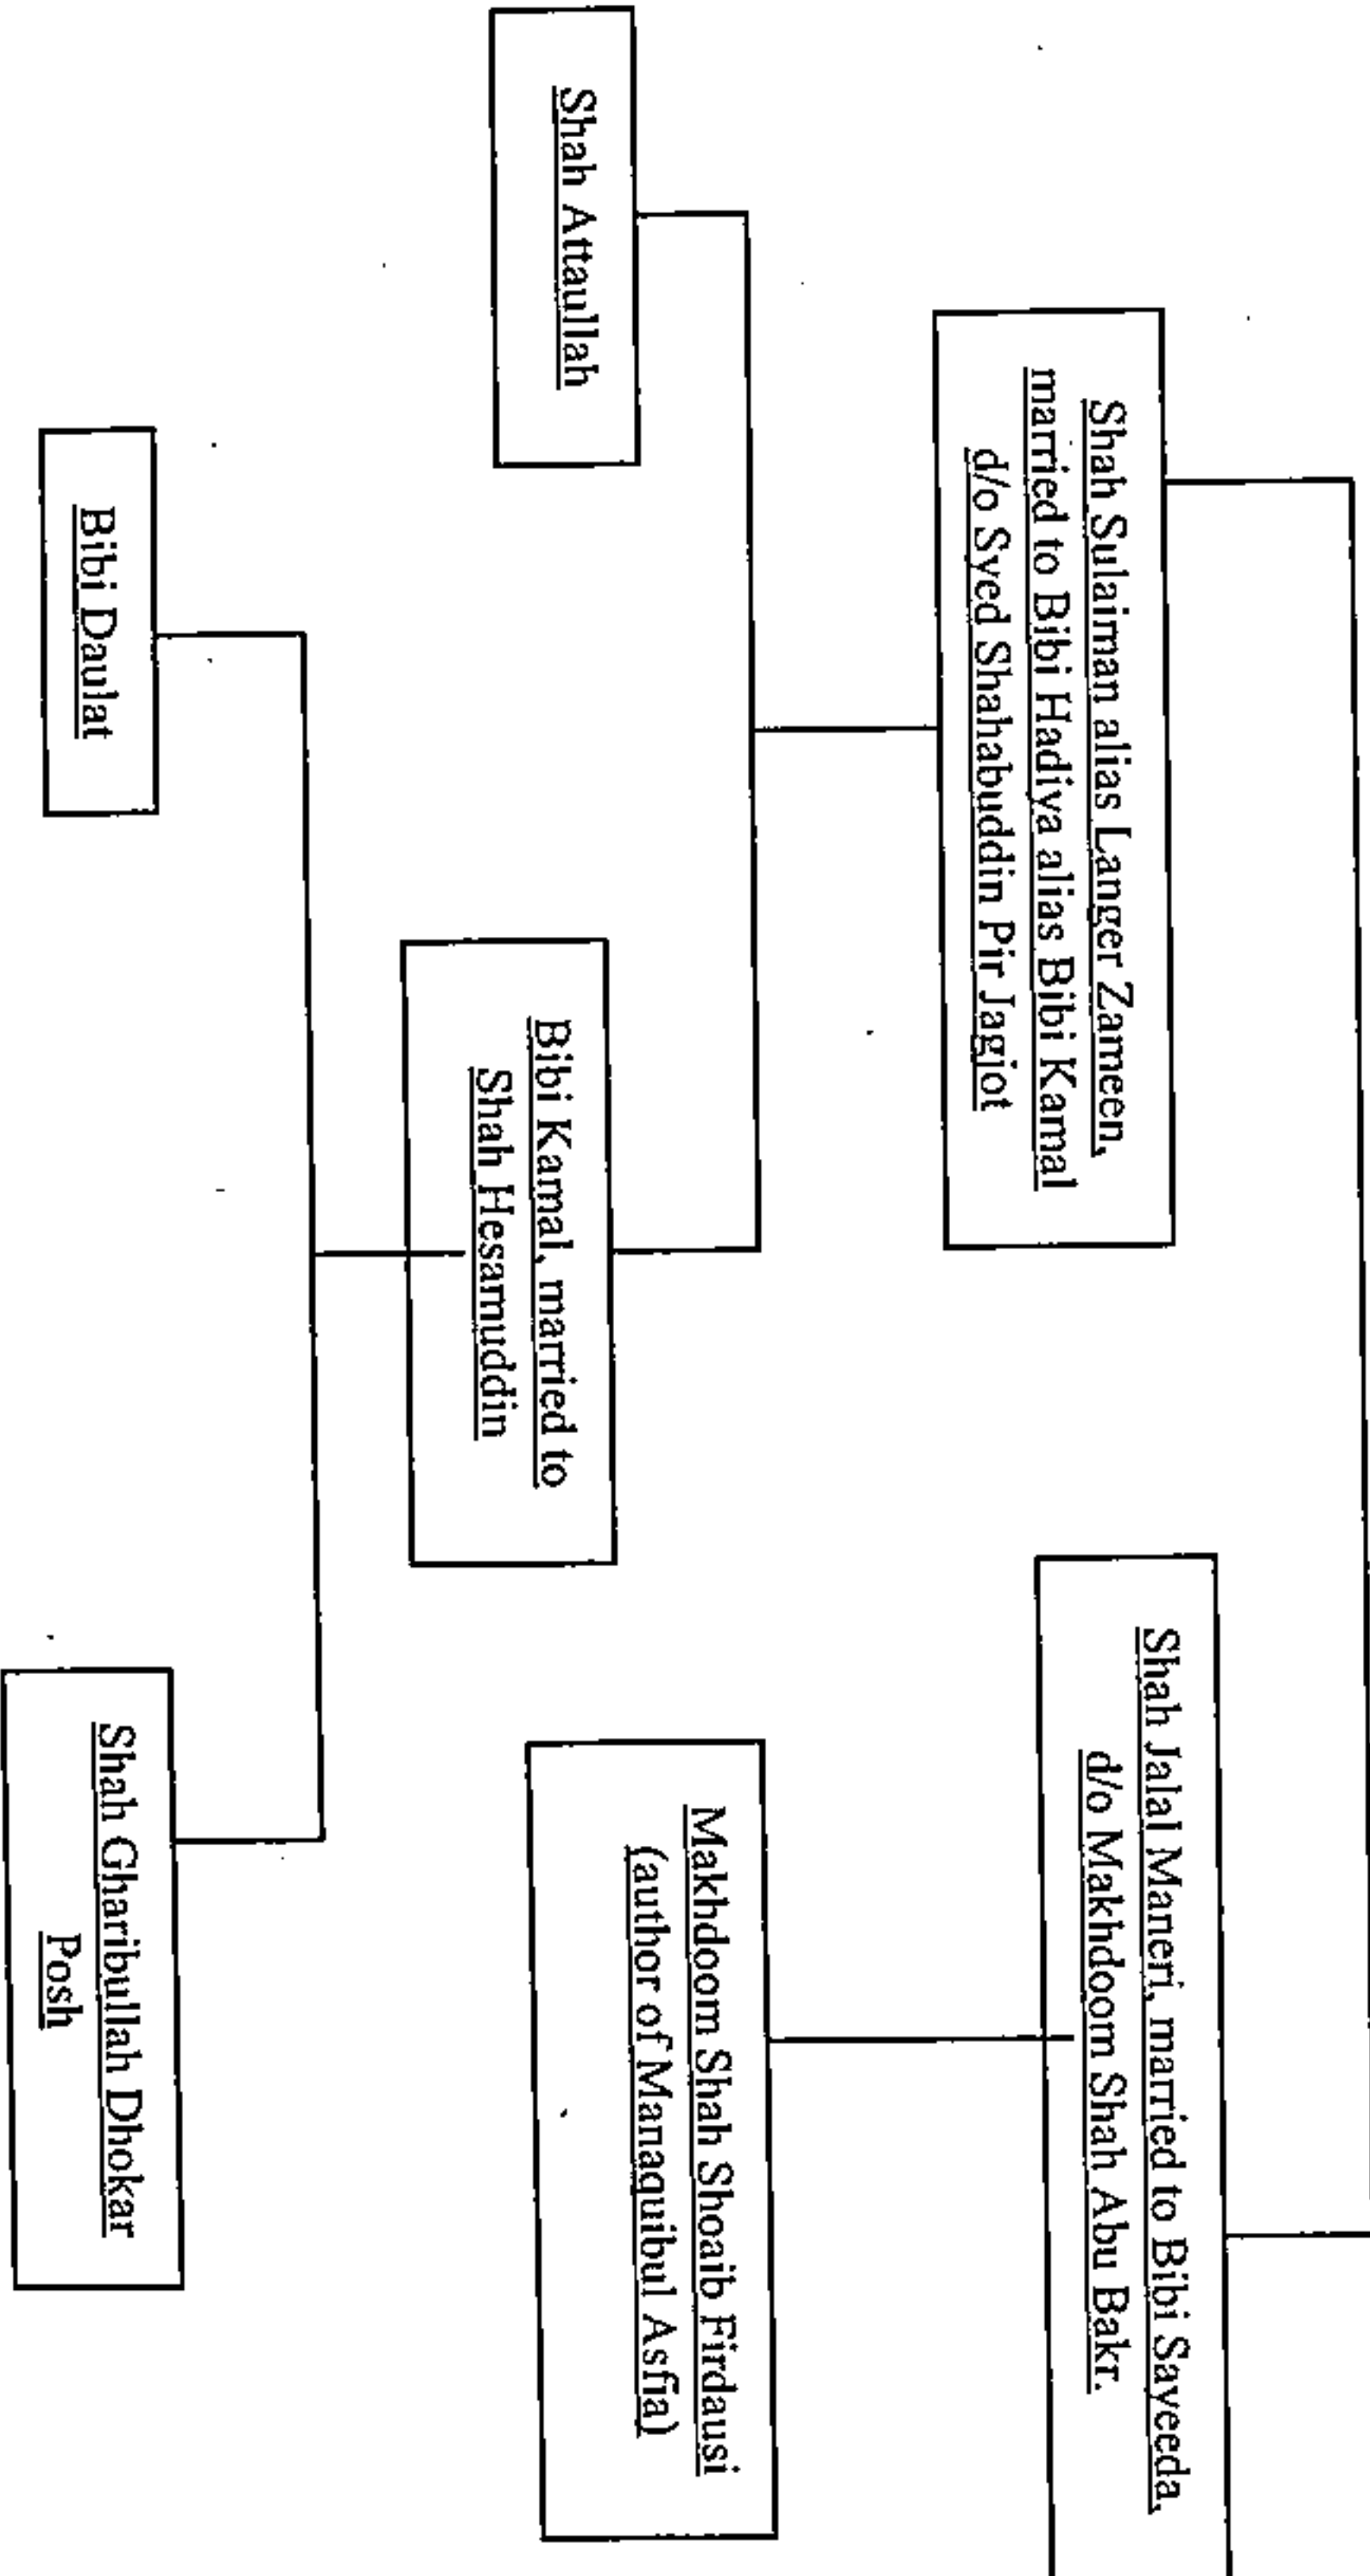 Shah Sulaiman alias Langer Zameen,
married to Bibi Hadiya alias Bibi Kamal
d/o Syed Shahabuddin Pir Jagjot
Shah Jalal Maneri, married to Bibi Sayeeda,
d/o Makhdoom Shah Abu Bakr.
Shah Attaullah
Bibi Kamal, married to
Shah Hesamuddin
Makhdoom Shah Shoaib Firdausi
(author of Manaquibul Asfia)
Bibi Daulat
Shah Gharibullah Dhokar
Posh